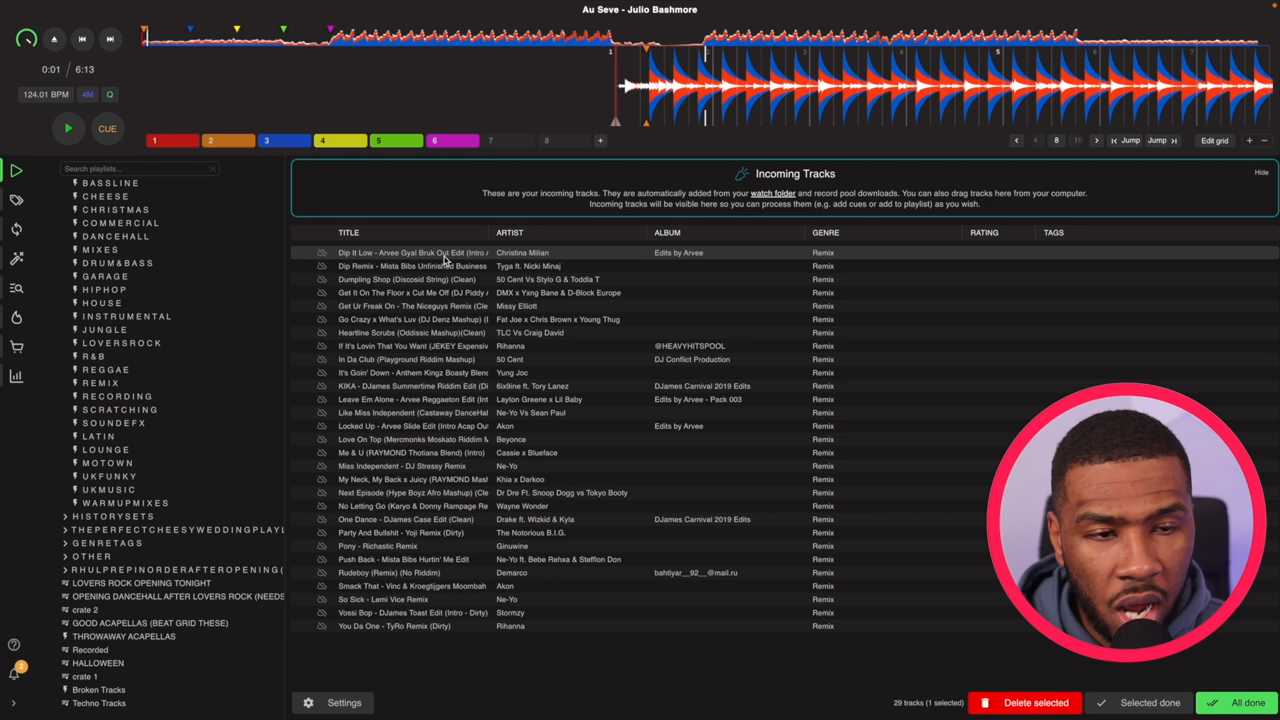 Au Seve - Julio Bashmore
0:01 / 6:13
124.01 BPM 4M Q
CUE
1 2 3 4 5 6 7 8 +
1 3 5 6 7
8 Jump Jump Edit grid + −
Search playlists...
BASSLINE
CHEESE
CHRISTMAS
COMMERCIAL
DANCEHALL
MIXES
DRUM&BASS
GARAGE
HIPHOP
HOUSE
INSTRUMENTAL
JUNGLE
LOVERSROCK
R&B
REGGAE
REMIX
RECORDING
SCRATCHING
SOUNDEFX
LATIN
LOUNGE
MOTOWN
UKFUNKY
UKMUSIC
WARMUPMIXES
HISTORYSETS
THEPERFECTCHEESYWEDDINGPLAYL
GENRETAGS
OTHER
RHULPREPINORDERAFTEROPENING(
LOVERS ROCK OPENING TONIGHT
OPENING DANCEHALL AFTER LOVERS ROCK (NEEDS
crate 2
GOOD ACAPELLAS (BEAT GRID THESE)
THROWAWAY ACAPELLAS
Recorded
HALLOWEEN
crate 1
Broken Tracks
Techno Tracks
2
Incoming Tracks
Hide
These are your incoming tracks. They are automatically added from your watch folder and record pool downloads. You can also drag tracks here from your computer.
Incoming tracks will be visible here so you can process them (e.g. add cues or add to playlist) as you wish.
TITLE ARTIST ALBUM GENRE RATING TAGS
Dip It Low - Arvee Gyal Bruk Out Edit (Intro Christina Milian Edits by Arvee Remix
Dip Remix - Mista Bibs Unfinished Business Tyga ft. Nicki Minaj Remix
Dumpling Shop (Discosid String) (Clean) 50 Cent Vs Stylo G & Toddla T Remix
Get It On The Floor x Cut Me Off (DJ Piddy DMX x Yxng Bane & D-Block Europe Remix
Get Ur Freak On - The Niceguys Remix (Cle Missy Elliott Remix
Go Crazy x What's Luv (DJ Denz Mashup) ( Fat Joe x Chris Brown x Young Thug Remix
Heartline Scrubs (Oddissic Mashup)(Clean) TLC Vs Craig David Remix
If It's Lovin That You Want (JEKEY Expensiv Rihanna @HEAVYHITSPOOL Remix
In Da Club (Playground Riddim Mashup) 50 Cent DJ Conflict Production Remix
It's Goin' Down - Anthem Kingz Boasty Blen Yung Joc Remix
KIKA - DJames Summertime Riddim Edit (Di 6ix9ine ft. Tory Lanez DJames Carnival 2019 Edits Remix
Leave Em Alone - Arvee Reggaeton Edit (Int Layton Greene x Lil Baby Edits by Arvee - Pack 003 Remix
Like Miss Independent (Castaway DanceHal Ne-Yo Vs Sean Paul Remix
Locked Up - Arvee Slide Edit (Intro Acap Ou Akon Edits by Arvee Remix
Love On Top (Mercmonks Moskato Riddim M Beyonce Remix
Me & U (RAYMOND Thotiana Blend) (Intro) Cassie x Blueface Remix
Miss Independent - DJ Stressy Remix Ne-Yo Remix
My Neck, My Back x Juicy (RAYMOND Mash Khia x Darkoo Remix
Next Episode (Hype Boyz Afro Mashup) (Cle Dr Dre Ft. Snoop Dogg vs Tokyo Booty Remix
No Letting Go (Karyo & Donny Rampage Re Wayne Wonder Remix
One Dance - DJames Case Edit (Clean) Drake ft. Wizkid & Kyla DJames Carnival 2019 Edits Remix
Party And Bullshit - Yoji Remix (Dirty) The Notorious B.I.G. Remix
Pony - Richastic Remix Ginuwine Remix
Push Back - Mista Bibs Hurtin' Me Edit Ne-Yo ft. Bebe Rehxa & Stefflon Don Remix
Rudeboy (Remix) (No Riddim) Demarco bahtiyar__92__@mail.ru Remix
Smack That - Vinc & Kroegtijgers Moombah Akon Remix
So Sick - Lemi Vice Remix Ne-Yo Remix
Vossi Bop - DJames Toast Edit (Intro - Dirty) Stormzy Remix
You Da One - TyRo Remix (Dirty) Rihanna Remix
Settings 29 tracks (1 selected) Delete selected Selected done All done